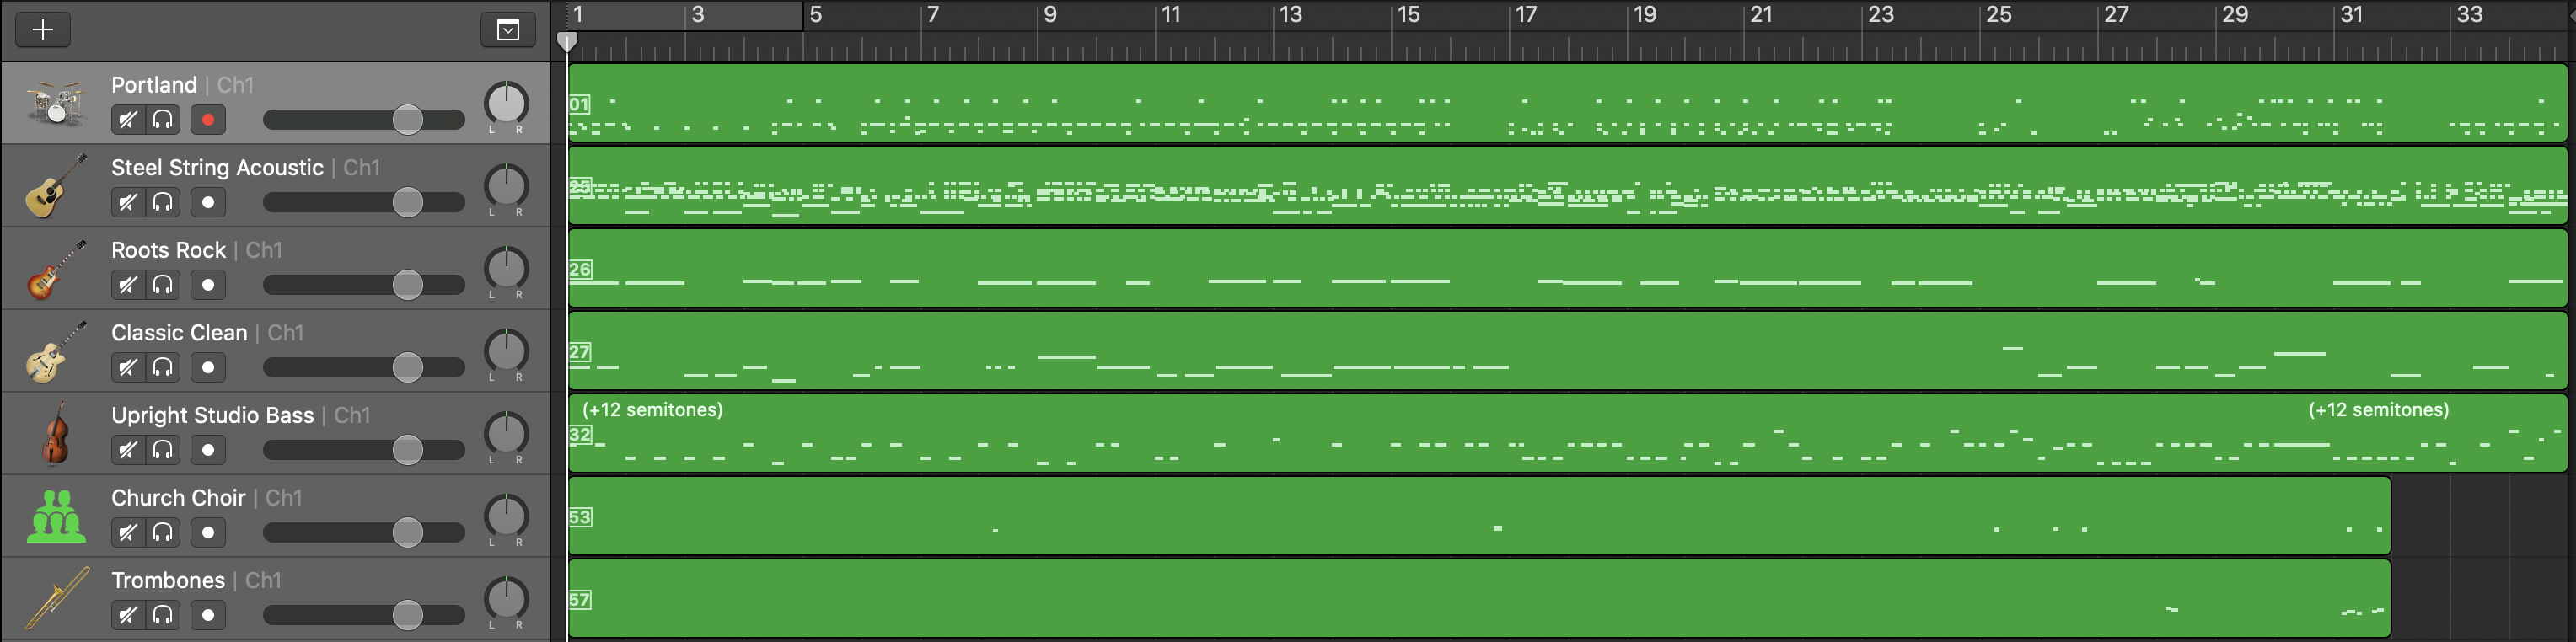 1 3 5 7 9 11 13 15 17 19 21 23 25 27 29 31 33
Portland | Ch1
L R
01
Steel String Acoustic | Ch1
L R
25
Roots Rock | Ch1
L R
26
Classic Clean | Ch1
L R
27
Upright Studio Bass | Ch1
L R
(+12 semitones) (+12 semitones)
32
Church Choir | Ch1
L R
53
Trombones | Ch1
L R
57